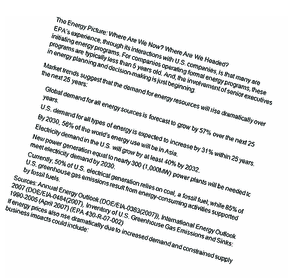 The Energy Picture: Where Are We Now? Where Are We Headed?
EPA's experience, through its interactions with U.S. companies, is that many are
initiating energy programs. For companies operating formal energy programs, these
programs are typically less than 5 years old. And, the involvement of senior executives
in energy planning and decision-making is just beginning.
Market trends suggest that the demand for energy resources will rise dramatically over
the next 25 years:
Global demand for all energy sources is forecast to grow by 57% over the next 25
years.
U.S. demand for all types of energy is expected to increase by 31% within 25 years.
By 2030, 56% of the world's energy use will be in Asia.
Electricity demand in the U.S. will grow by at least 40% by 2032.
New power generation equal to nearly 300 (1,000MW) power plants will be needed to
meet electricity demand by 2030.
Currently, 50% of U.S. electrical generation relies on coal, a fossil fuel, while 85% of
U.S. greenhouse gas emissions result from energy-consuming activities supported
by fossil fuels.
Sources: Annual Energy Outlook (DOE/EIA-0383(2007)), International Energy Outlook
2007 (DOE/EIA-0484(2007), Inventory of U.S. Greenhouse Gas Emissions and Sinks:
1990-2005 (April 2007) (EPA 430-R-07-002)
If energy prices also rise dramatically due to increased demand and constrained supply
business impacts could include: